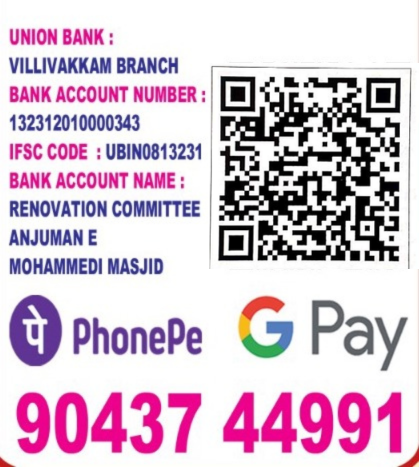 UNION BANK :
VILLIVAKKAM BRANCH
BANK ACCOUNT NUMBER :
132312010000343
IFSC CODE : UBIN0813231
BANK ACCOUNT NAME :
RENOVATION COMMITTEE
ANJUMAN E
MOHAMMEDI MASJID
पे PhonePe G Pay
90437 44991